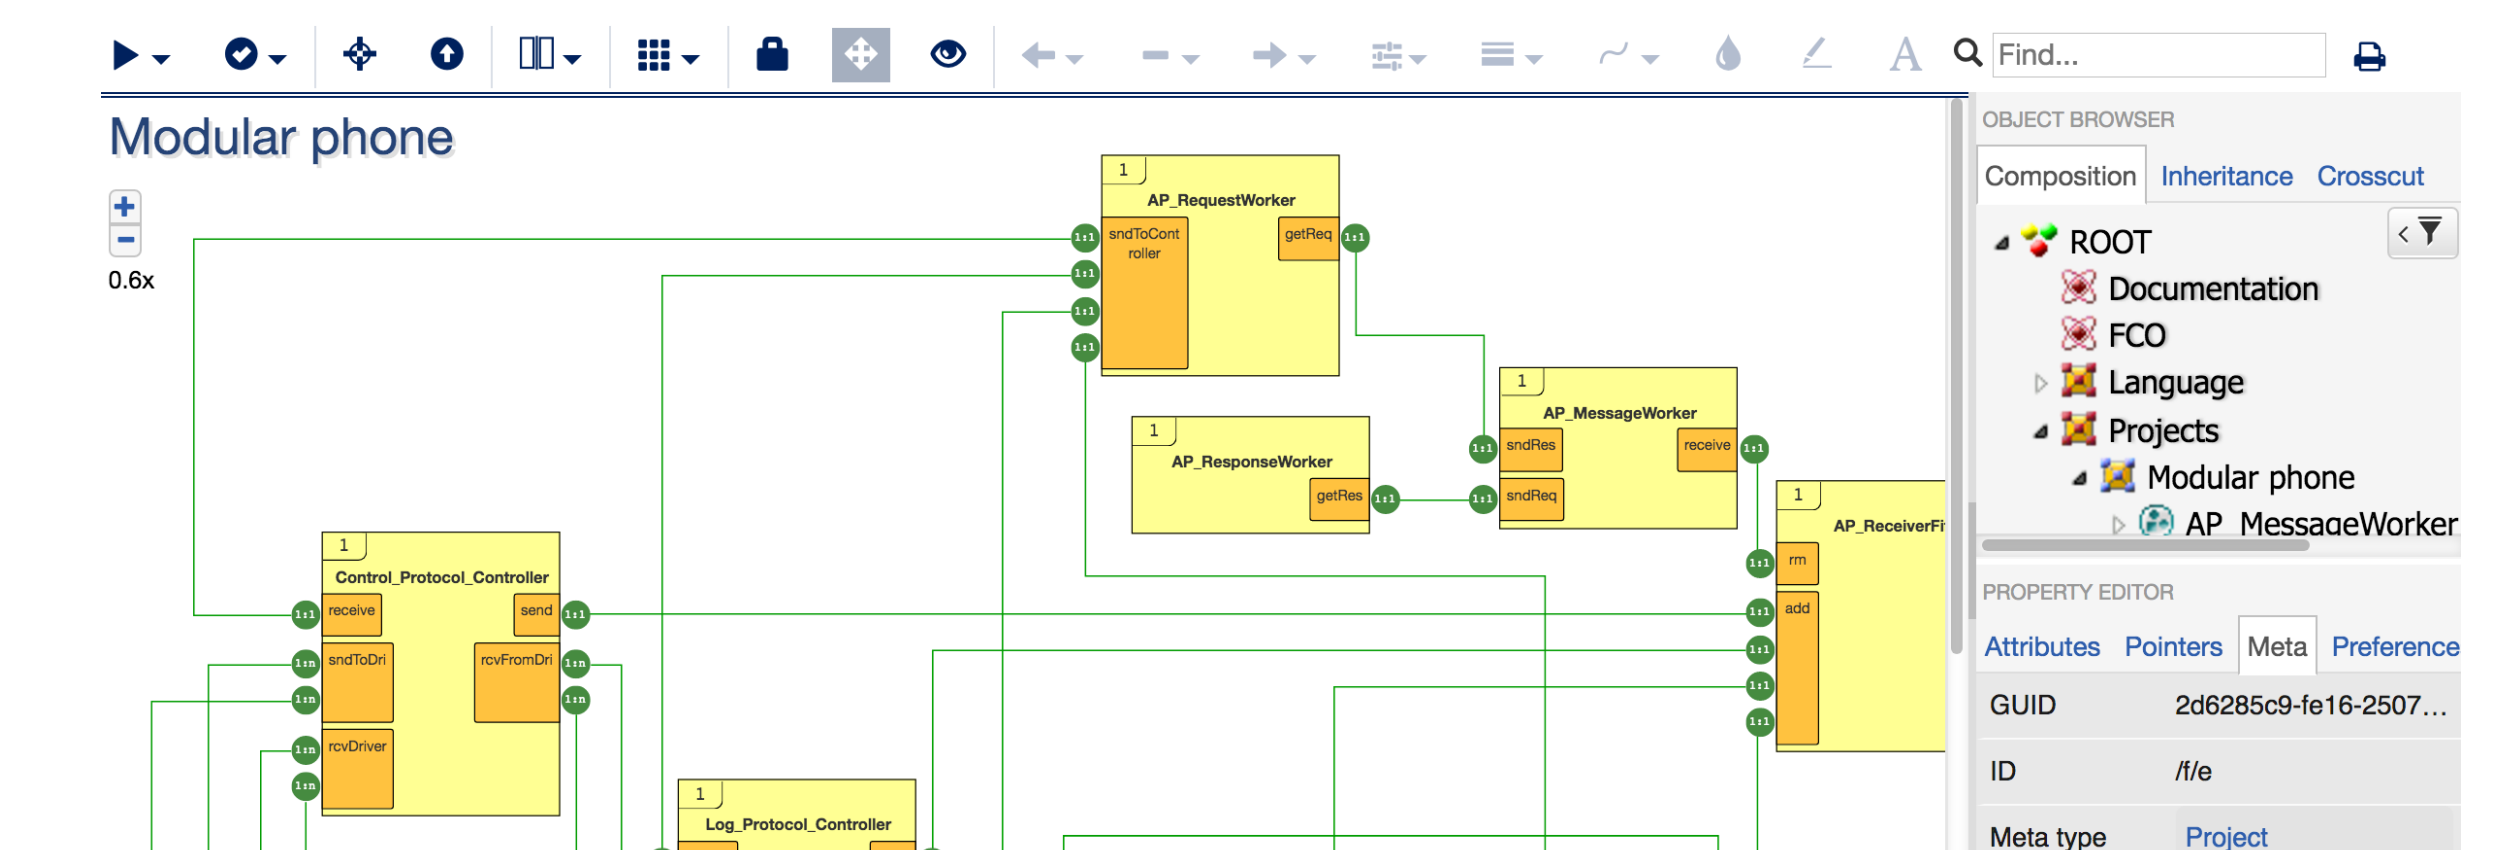 A
Find...
Modular phone
0.6x
1
AP_RequestWorker
1:1
sndToCont
roller
getReq
1:1
1:1
1:1
1:1
1
AP_MessageWorker
1:1
sndRes
receive
1:1
1:1
sndReq
1
AP_ResponseWorker
getRes
1:1
1
AP_ReceiverFi
1:1
rm
1:1
add
1:1
1:1
1:1
1
Control_Protocol_Controller
1:1
receive
send
1:1
1:n
sndToDri
rcvFromDri
1:n
1:n
1:n
1:n
rcvDriver
1:n
1
Log_Protocol_Controller
OBJECT BROWSER
Composition
Inheritance
Crosscut
ROOT
Documentation
FCO
Language
Projects
Modular phone
AP_MessageWorker
PROPERTY EDITOR
Attributes
Pointers
Meta
Preference
GUID
2d6285c9-fe16-2507...
ID
/f/e
Meta type
Project